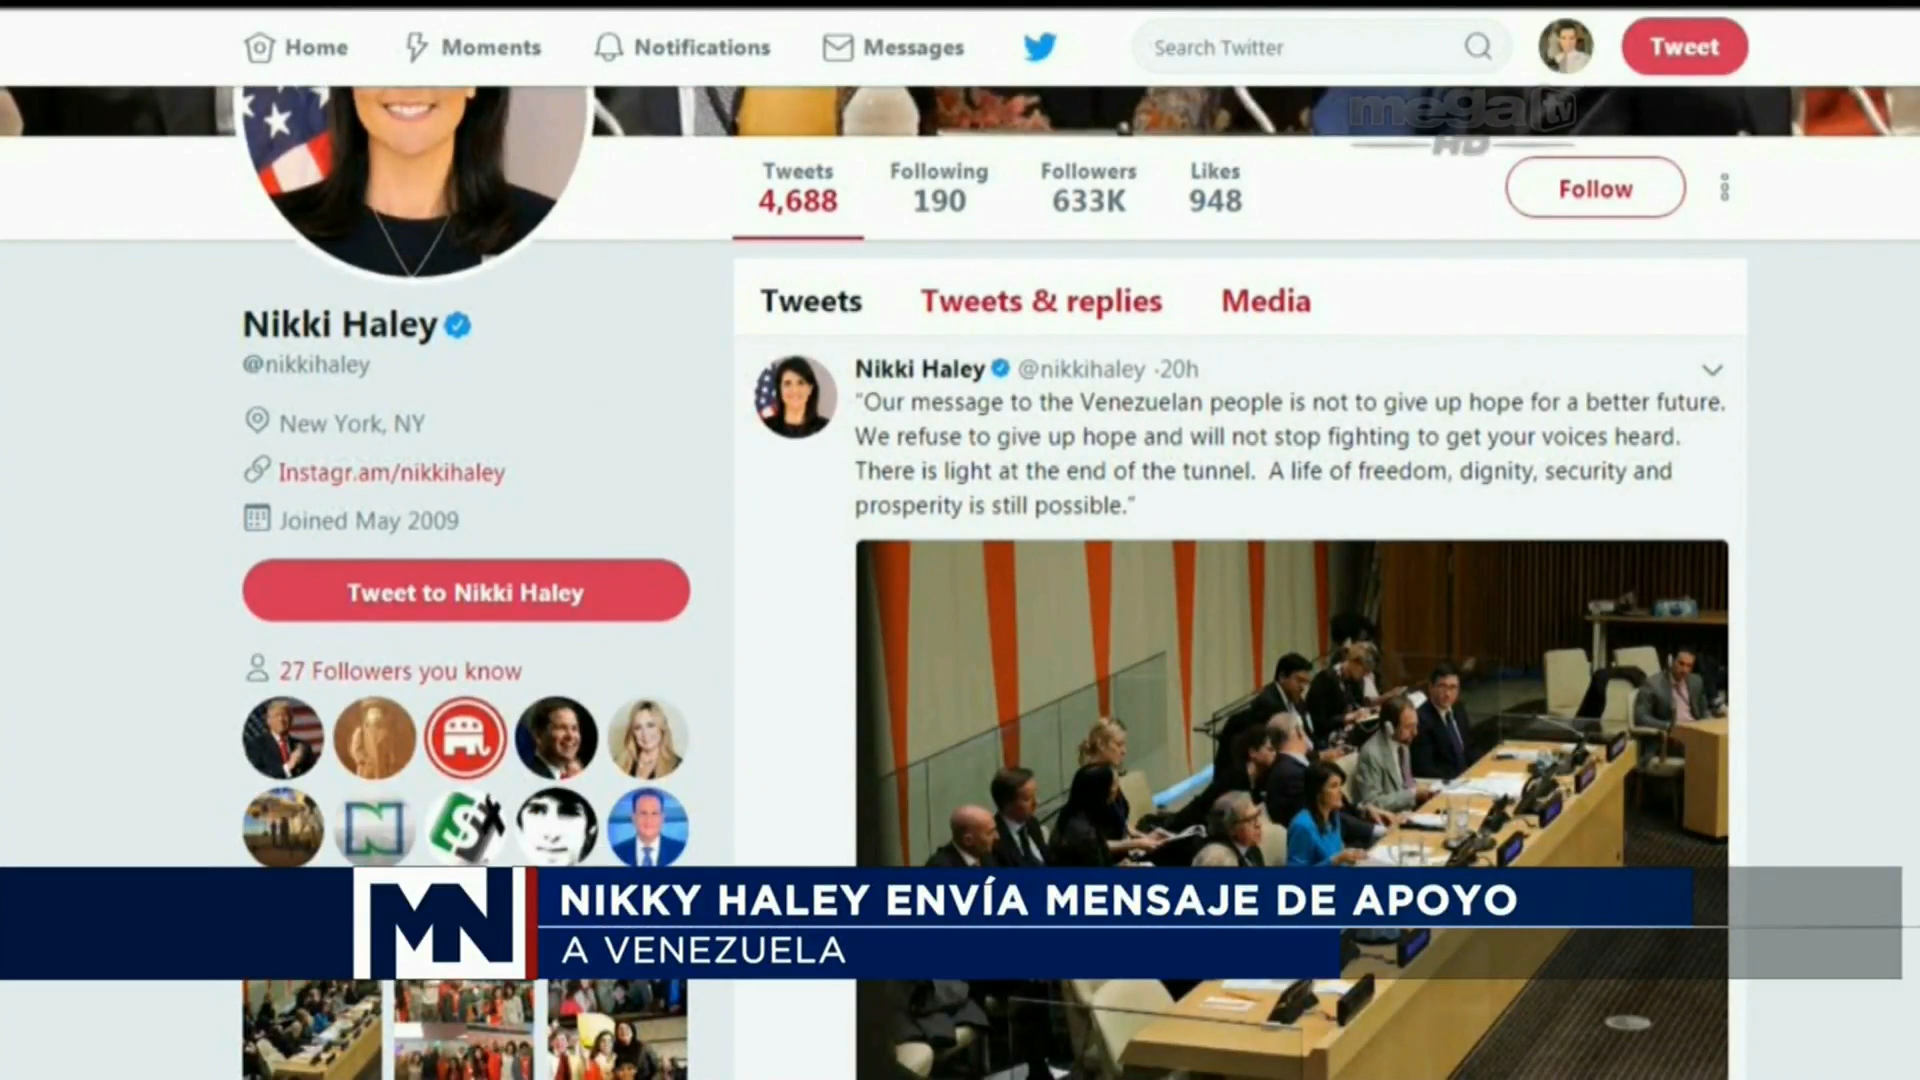 Home Moments Notifications Messages Search Twitter Tweet
mega tv
HD
Tweets Following Followers Likes
4,688 190 633K 948
Follow
Nikki Haley
@nikkihaley
New York, NY
Instagr.am/nikkihaley
Joined May 2009
Tweet to Nikki Haley
27 Followers you know
Tweets Tweets & replies Media
Nikki Haley @nikkihaley ·20h
"Our message to the Venezuelan people is not to give up hope for a better future.
We refuse to give up hope and will not stop fighting to get your voices heard.
There is light at the end of the tunnel. A life of freedom, dignity, security and
prosperity is still possible."
N
MN
NIKKY HALEY ENVÍA MENSAJE DE APOYO
A VENEZUELA